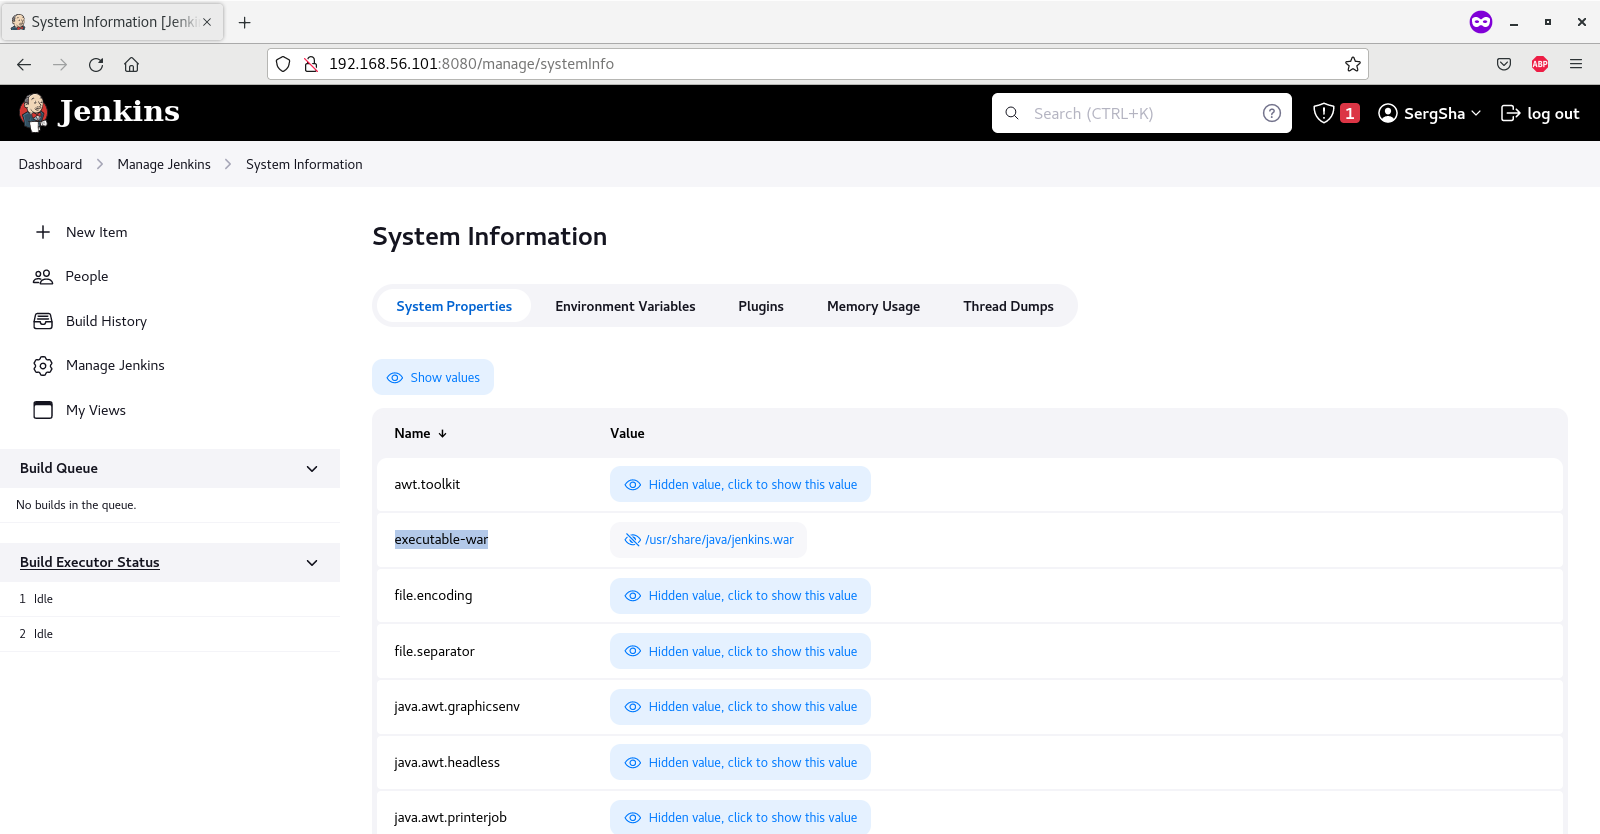 System Information [Jenki
192.168.56.101:8080/manage/systemInfo
ABP
Jenkins
Search (CTRL+K)
1
SergSha
log out
Dashboard
Manage Jenkins
System Information
New Item
People
Build History
Manage Jenkins
My Views
Build Queue
No builds in the queue.
Build Executor Status
1 Idle
2 Idle
System Information
System Properties
Environment Variables
Plugins
Memory Usage
Thread Dumps
Show values
Name ↓ Value
awt.toolkit Hidden value, click to show this value
executable-war /usr/share/java/jenkins.war
file.encoding Hidden value, click to show this value
file.separator Hidden value, click to show this value
java.awt.graphicsenv Hidden value, click to show this value
java.awt.headless Hidden value, click to show this value
java.awt.printerjob Hidden value, click to show this value